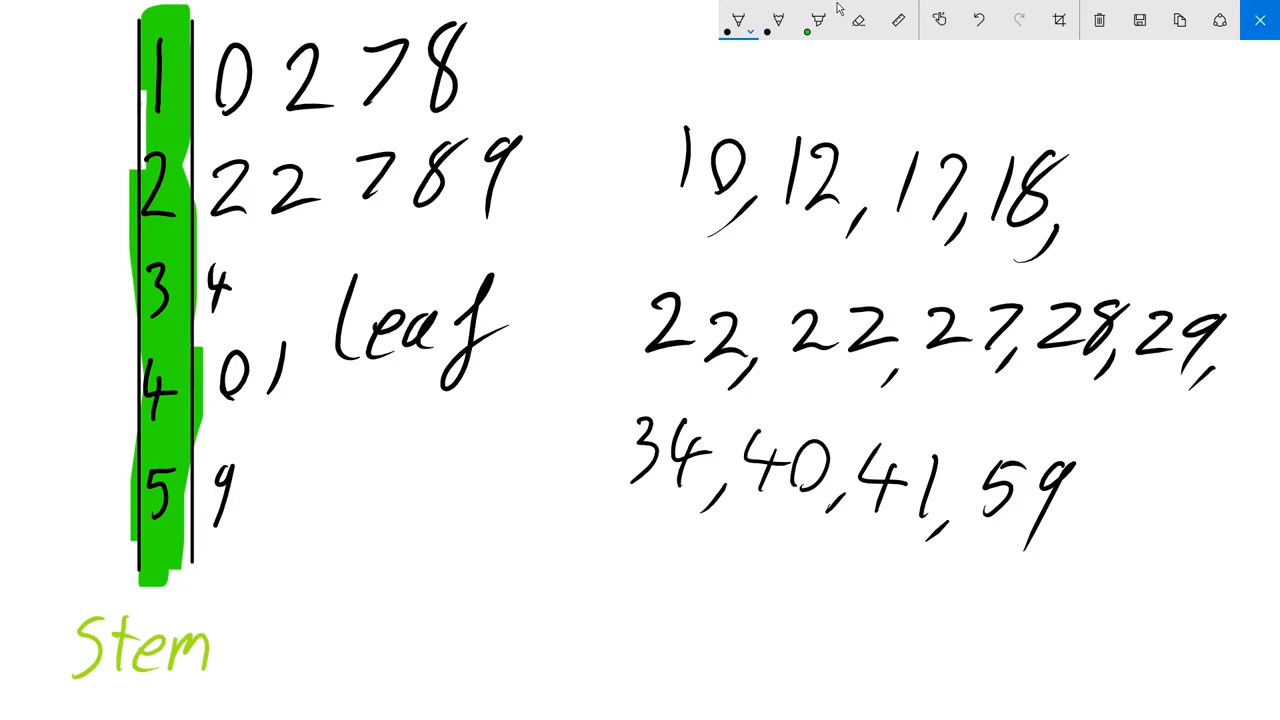 1 0 2 7 8
2 2 2 7 8 9
3 4
4 0 1
5 9
leaf
Stem
10, 12, 17, 18,
22, 22, 27, 28, 29,
34, 40, 41, 59